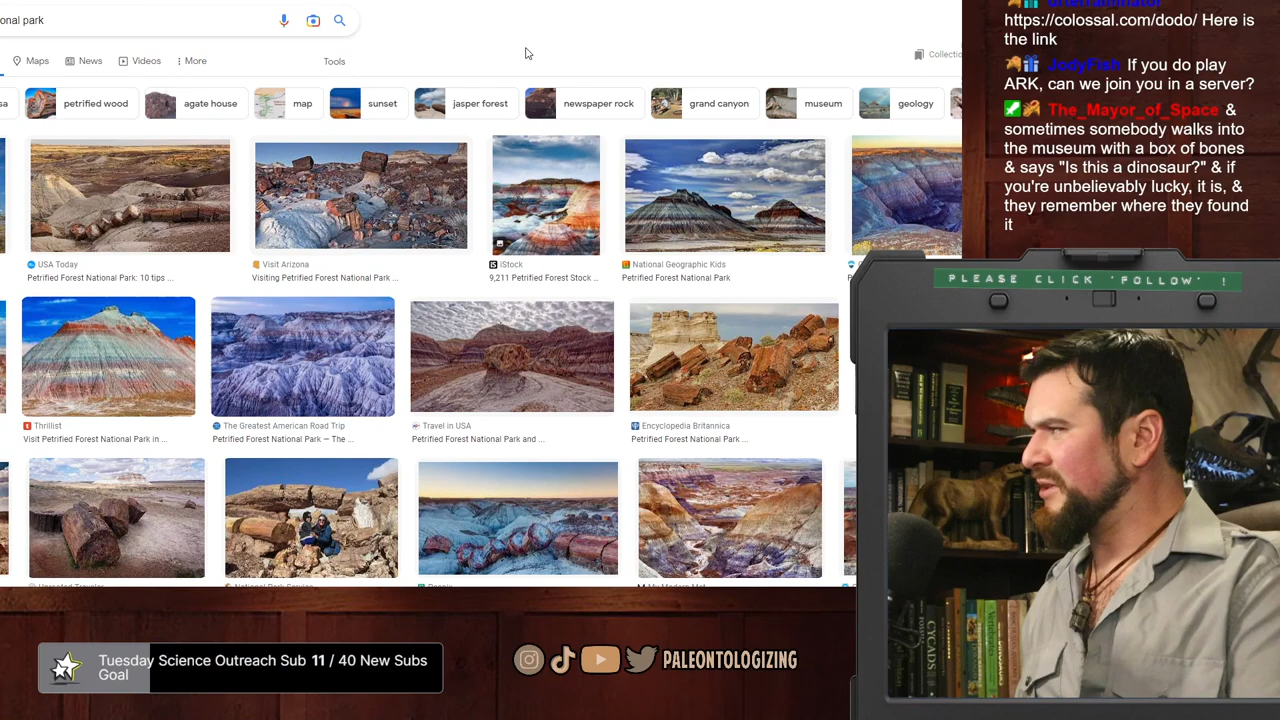 onal park
Maps
News
Videos
More
Tools
Collectio
sa
petrified wood
agate house
map
sunset
jasper forest
newspaper rock
grand canyon
museum
geology
USA Today
Petrified Forest National Park: 10 tips ...
Visit Arizona
Visiting Petrified Forest National Park ...
iStock
9,211 Petrified Forest Stock ..
National Geographic Kids
Petrified Forest National Park
Thrillist
Visit Petrified Forest National Park in ...
The Greatest American Road Trip
Petrified Forest National Park — The ...
Travel in USA
Petrified Forest National Park and ...
Encyclopedia Britannica
Petrified Forest National Park ...
https://colossal.com/dodo/ Here is
the link
JodyFish If you do play
ARK, can we join you in a server?
The_Mayor_of_Space &
sometimes somebody walks into
the museum with a box of bones
& says "Is this a dinosaur?" & if
you're unbelievably lucky, it is, &
they remember where they found
it
PLEASE CLICK 'FOLLOW' !
CYCADS
Tuesday Science Outreach Sub 11 / 40 New Subs
Goal
PALEONTOLOGIZING